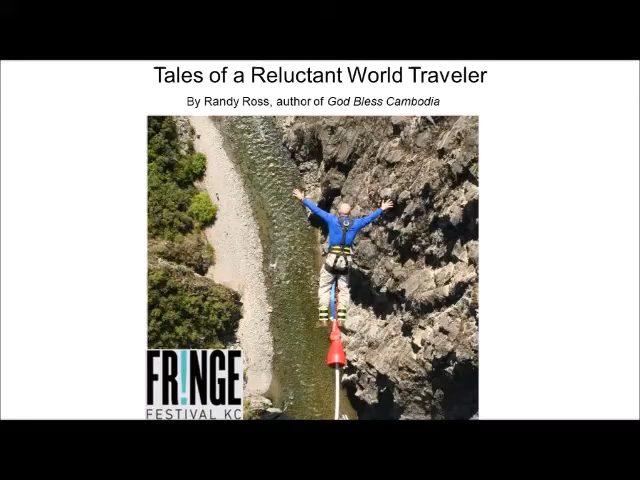 Tales of a Reluctant World Traveler
By Randy Ross, author of God Bless Cambodia
FR!NGE
FESTIVAL KC